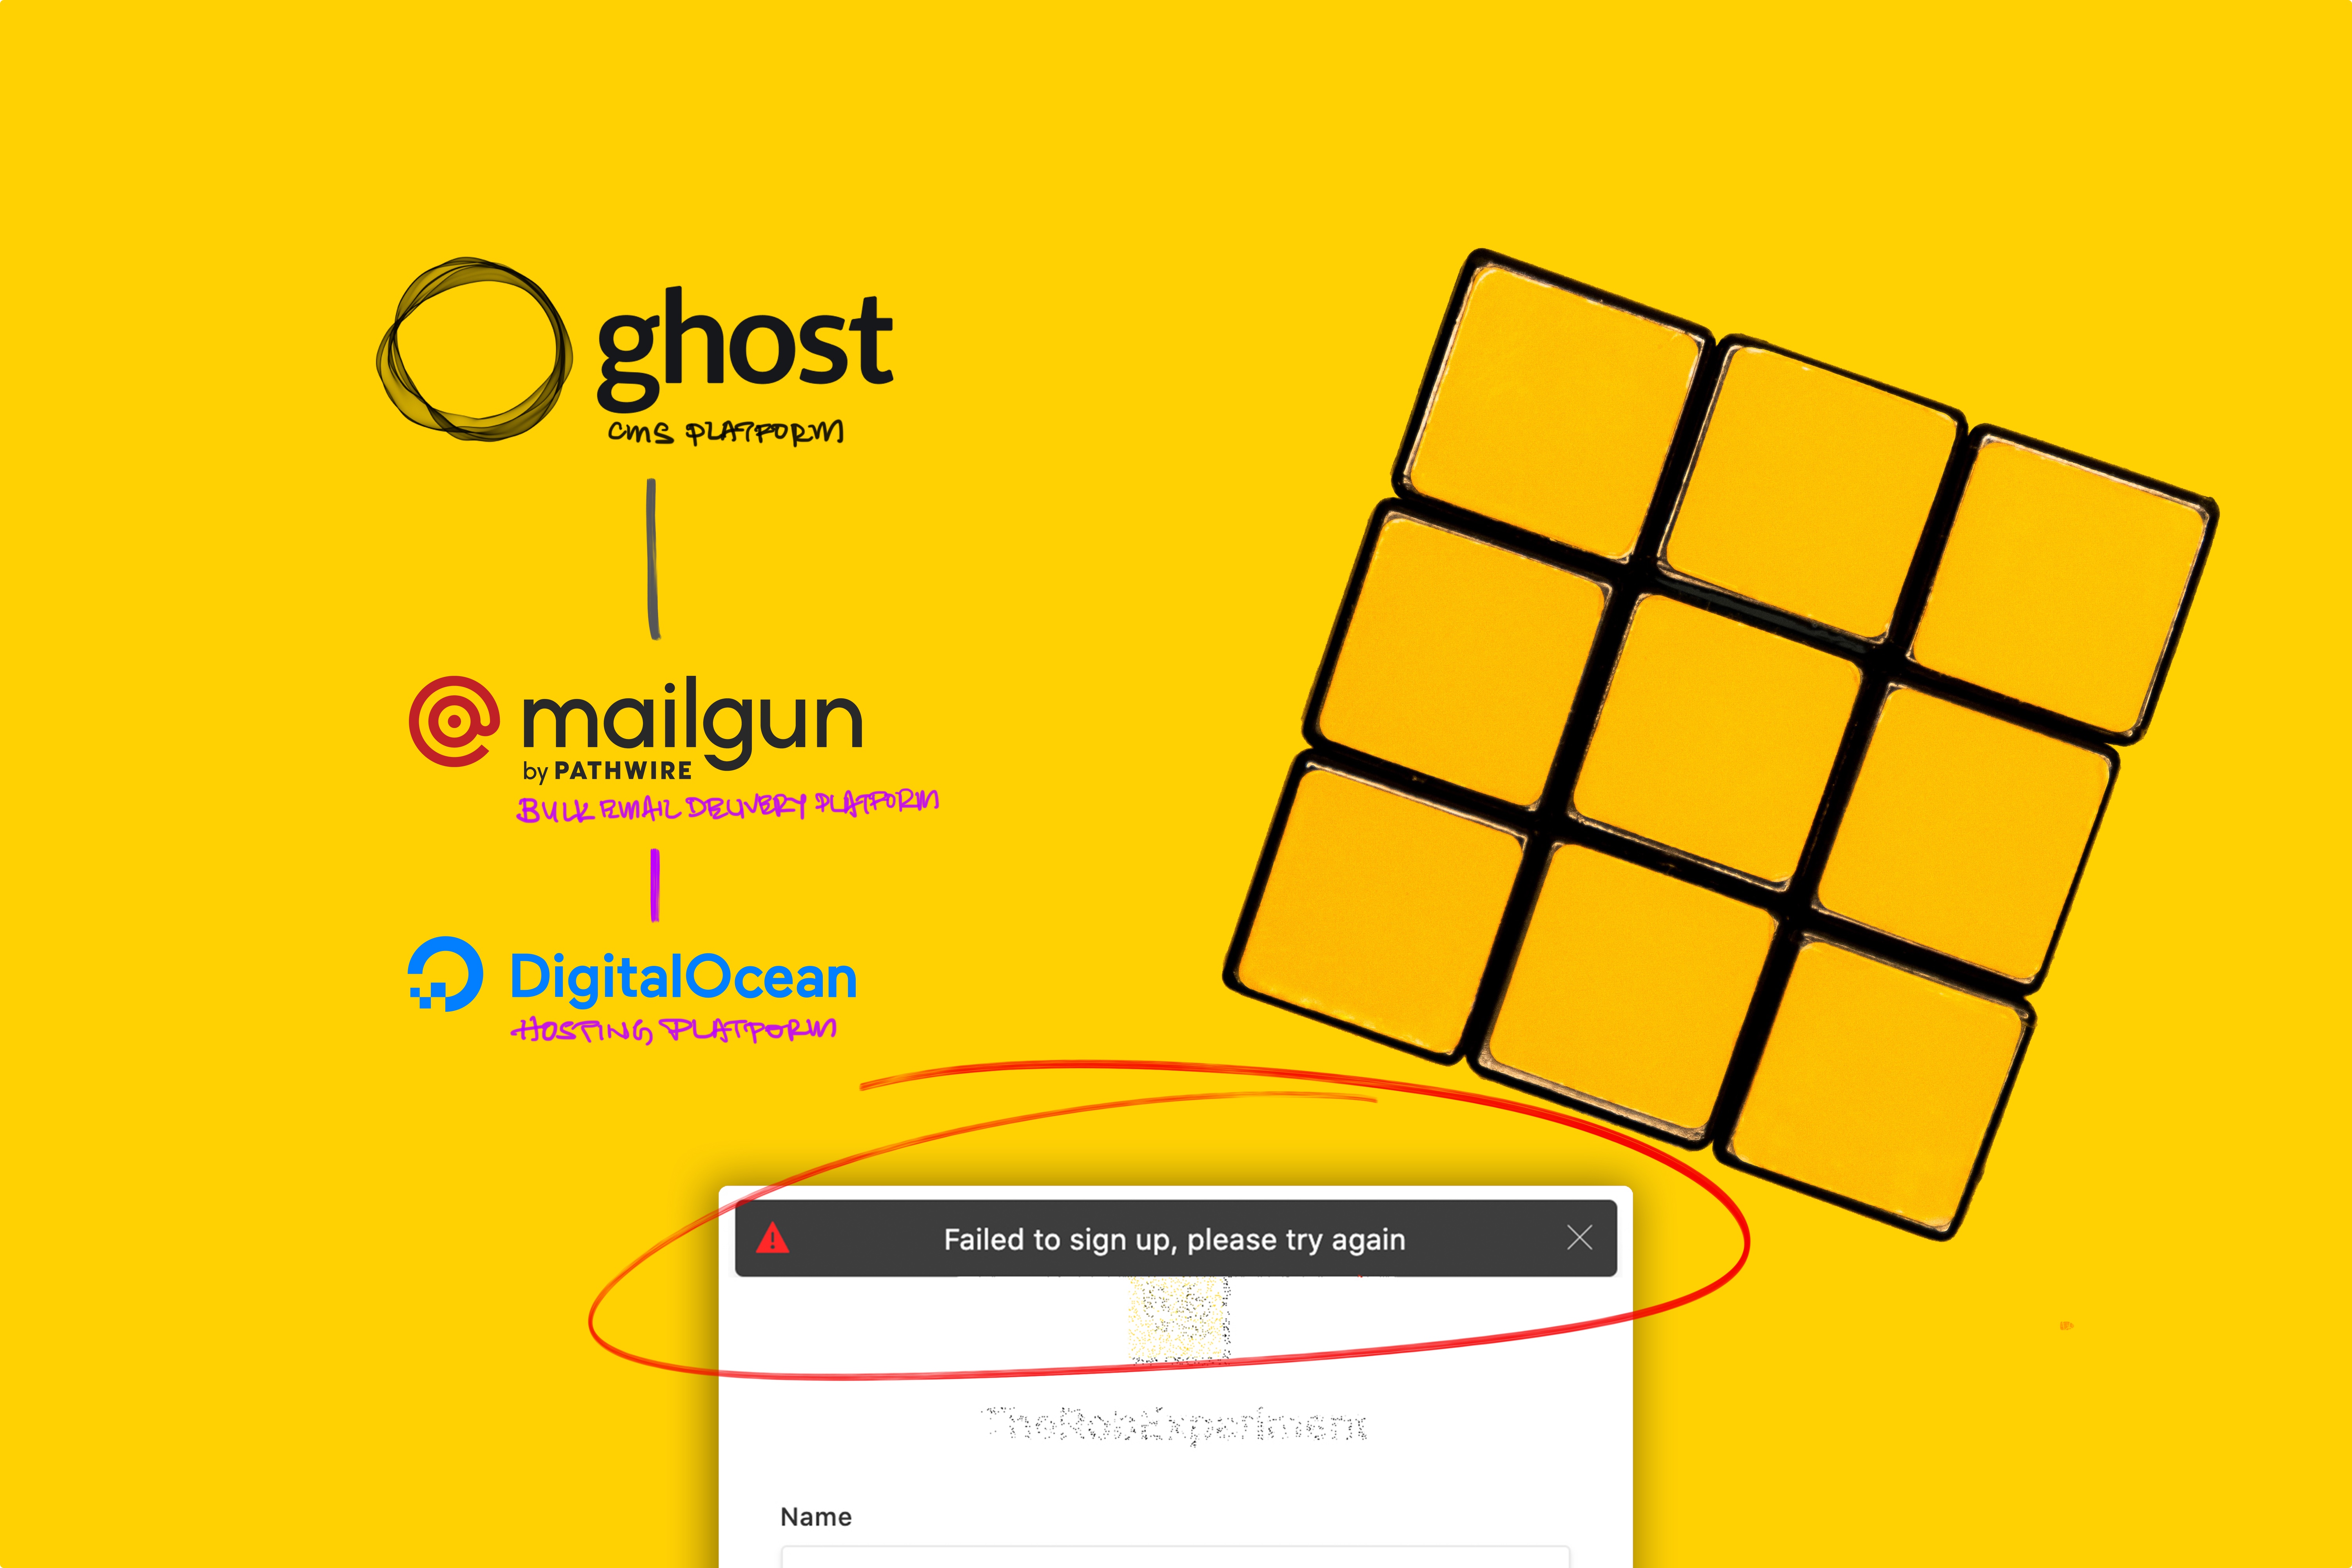 ghost
CMS PLATFORM
mailgun
by PATHWIRE
BULK EMAIL DELIVERY PLATFORM
DigitalOcean
HOSTING PLATFORM
Failed to sign up, please try again
TheRobExperiment
Name